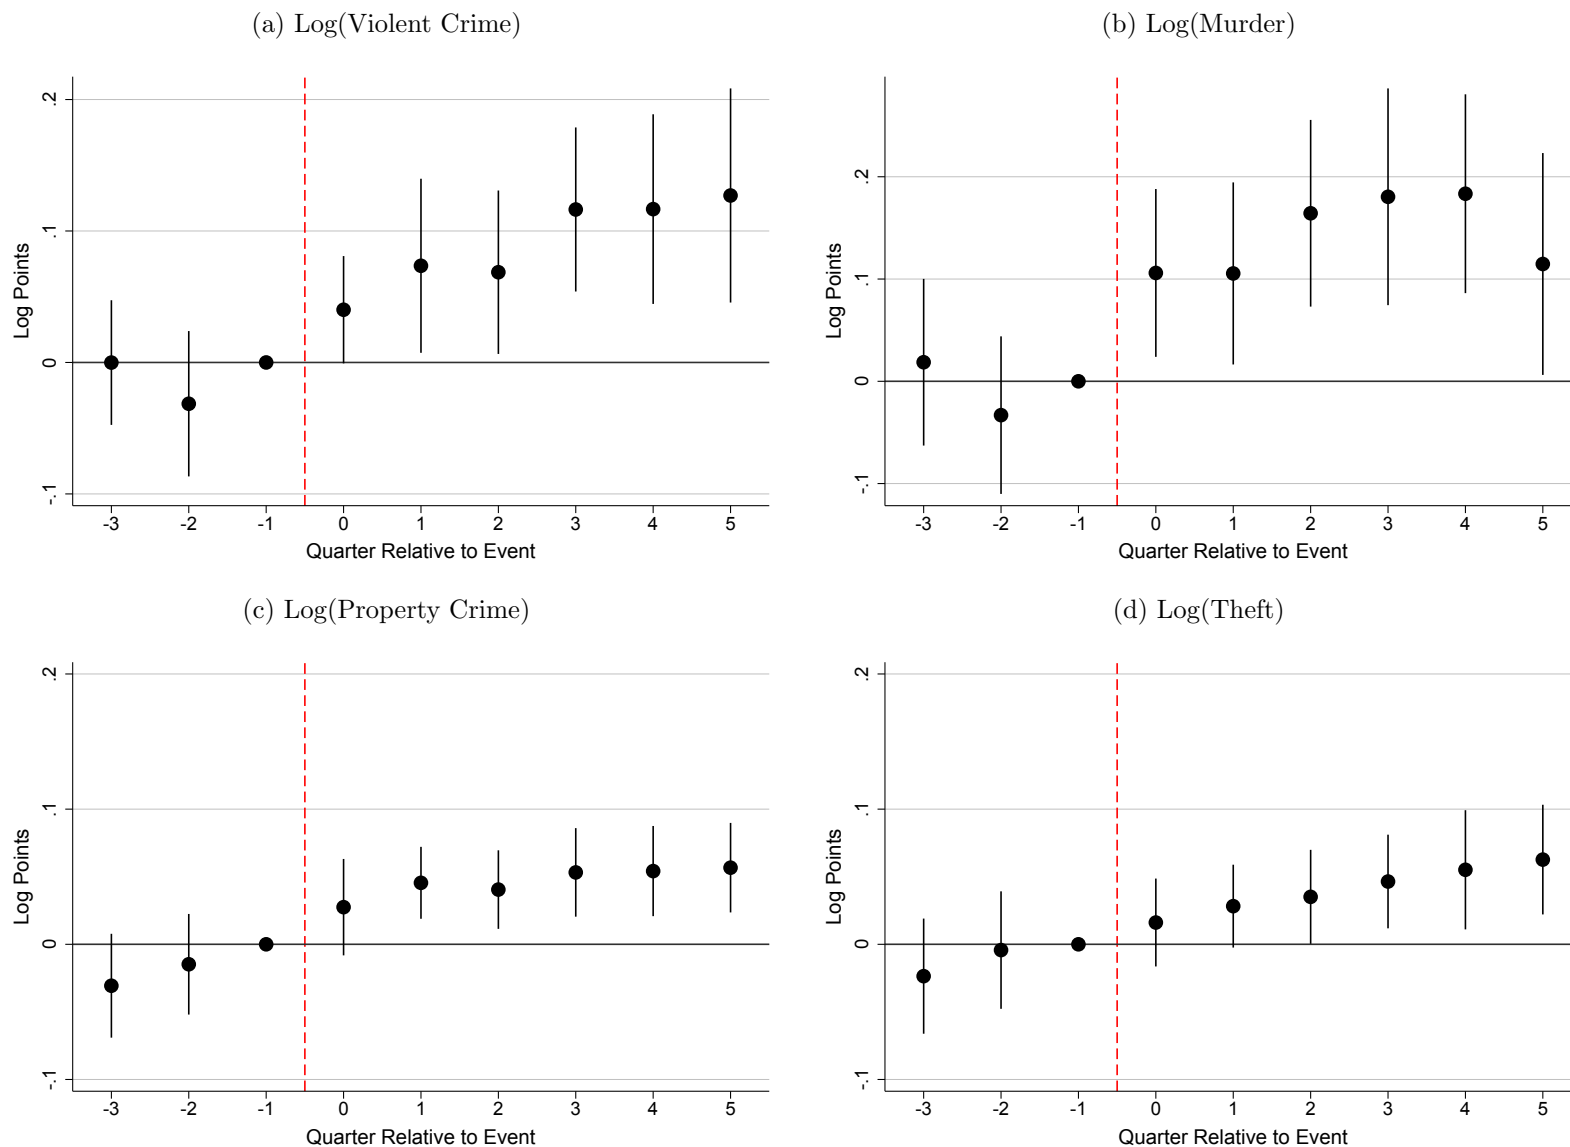 (a) Log(Violent Crime)
(b) Log(Murder)
.2
.1
0
-.1
Log Points
-3 -2 -1 0 1 2 3 4 5
Quarter Relative to Event
.2
.1
0
-.1
Log Points
-3 -2 -1 0 1 2 3 4 5
Quarter Relative to Event
(c) Log(Property Crime)
(d) Log(Theft)
.2
.1
0
-.1
Log Points
-3 -2 -1 0 1 2 3 4 5
Quarter Relative to Event
.2
.1
0
-.1
Log Points
-3 -2 -1 0 1 2 3 4 5
Quarter Relative to Event